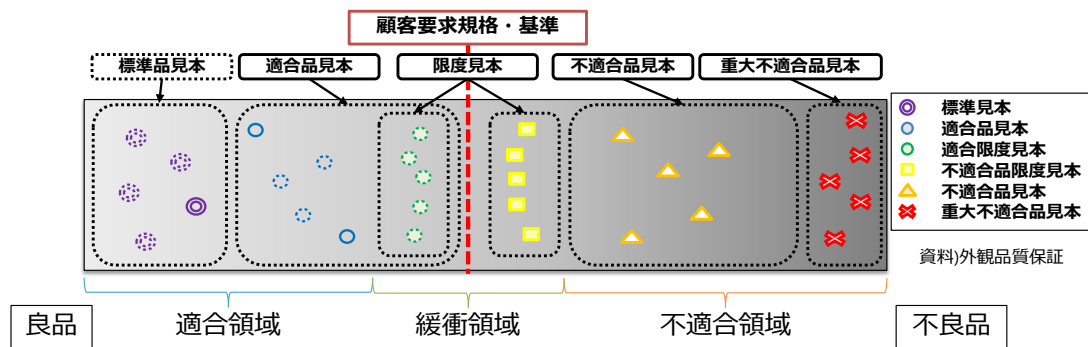 顧客要求規格・基準
標準品見本
適合品見本
限度見本
不適合品見本
重大不適合品見本
標準見本
適合品見本
適合限度見本
不適合品限度見本
不適合品見本
重大不適合品見本
資料)外観品質保証
良品
適合領域
緩衝領域
不適合領域
不良品